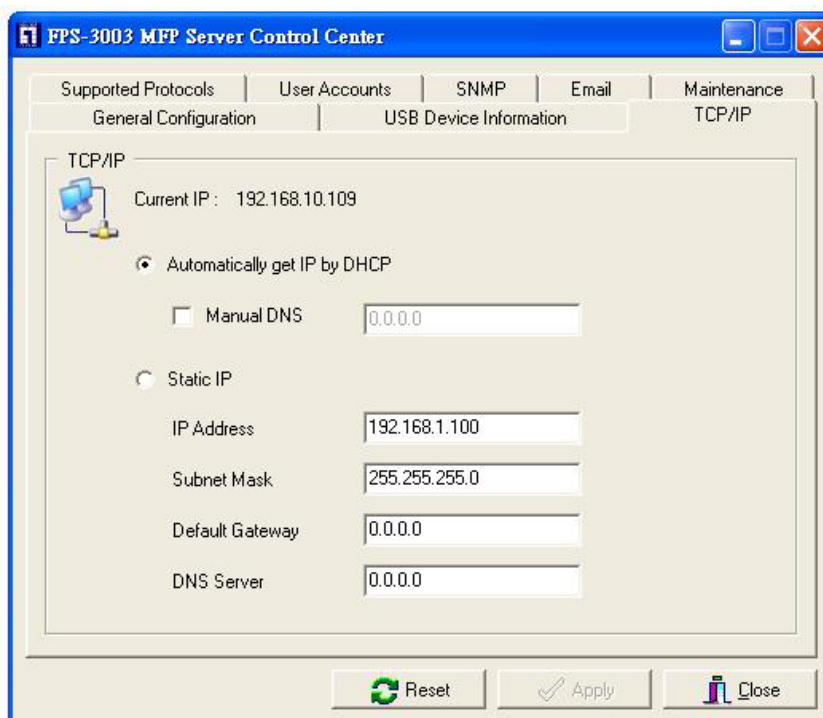 FPS-3003 MFP Server Control Center
Supported Protocols
User Accounts
SNMP
Email
Maintenance
General Configuration
USB Device Information
TCP/IP
TCP/IP
Current IP : 192.168.10.109
Automatically get IP by DHCP
Manual DNS 0.0.0.0
Static IP
IP Address 192.168.1.100
Subnet Mask 255.255.255.0
Default Gateway 0.0.0.0
DNS Server 0.0.0.0
Reset
Apply
Close